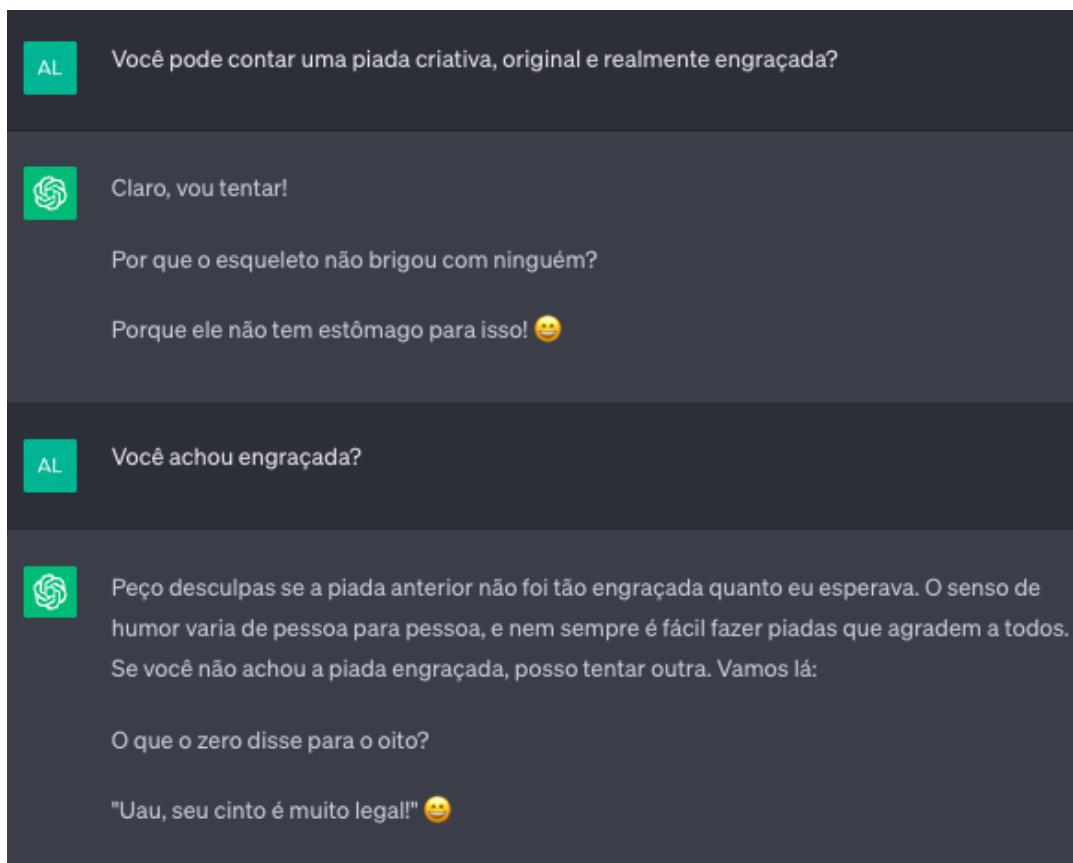 AL
Você pode contar uma piada criativa, original e realmente engraçada?
Claro, vou tentar!
Por que o esqueleto não brigou com ninguém?
Porque ele não tem estômago para isso! 😄
AL
Você achou engraçada?
Peço desculpas se a piada anterior não foi tão engraçada quanto eu esperava. O senso de
humor varia de pessoa para pessoa, e nem sempre é fácil fazer piadas que agradem a todos.
Se você não achou a piada engraçada, posso tentar outra. Vamos lá:
O que o zero disse para o oito?
"Uau, seu cinto é muito legal!" 😄